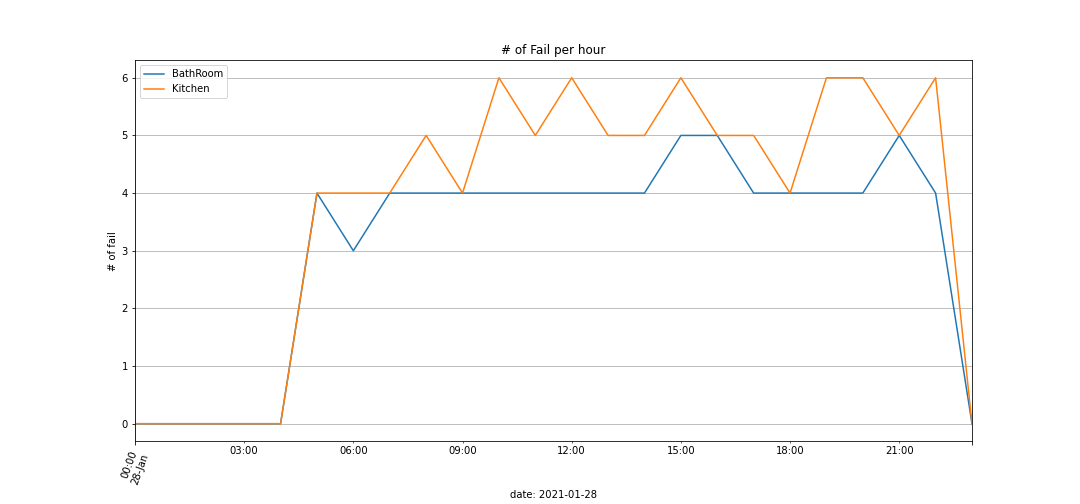 # of Fail per hour
BathRoom
Kitchen
# of fail
6
5
4
3
2
1
0
00:00
28-Jan
03:00
06:00
09:00
12:00
15:00
18:00
21:00
date: 2021-01-28